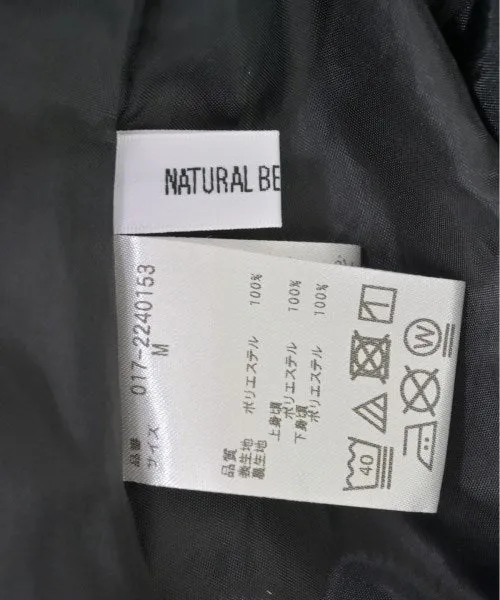 NATURAL BE
品番 017-2240153
サイズ M
品質
表生地 ポリエステル 100%
裏生地
上身頃 ポリエステル 100%
下身頃 ポリエステル 100%
40
W